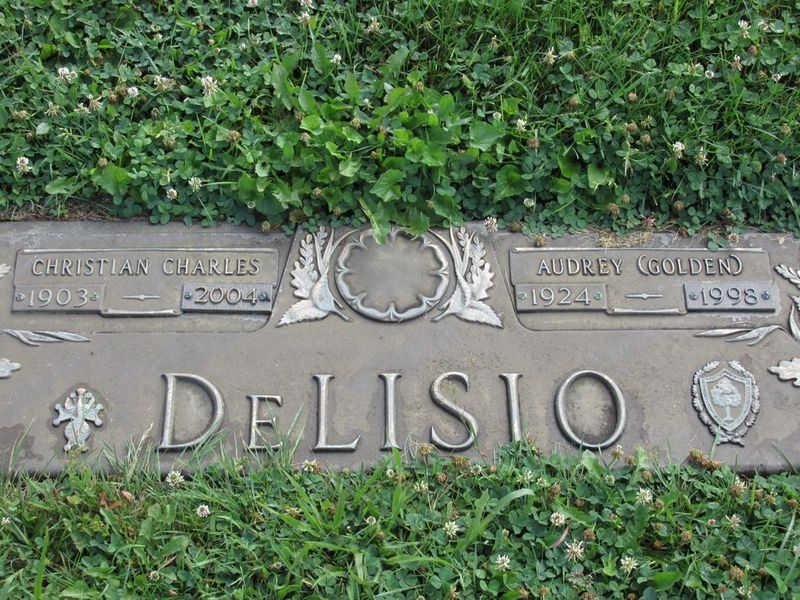 CHRISTIAN CHARLES
1903 2004
AUDREY (GOLDEN)
1924 1998
DELISIO